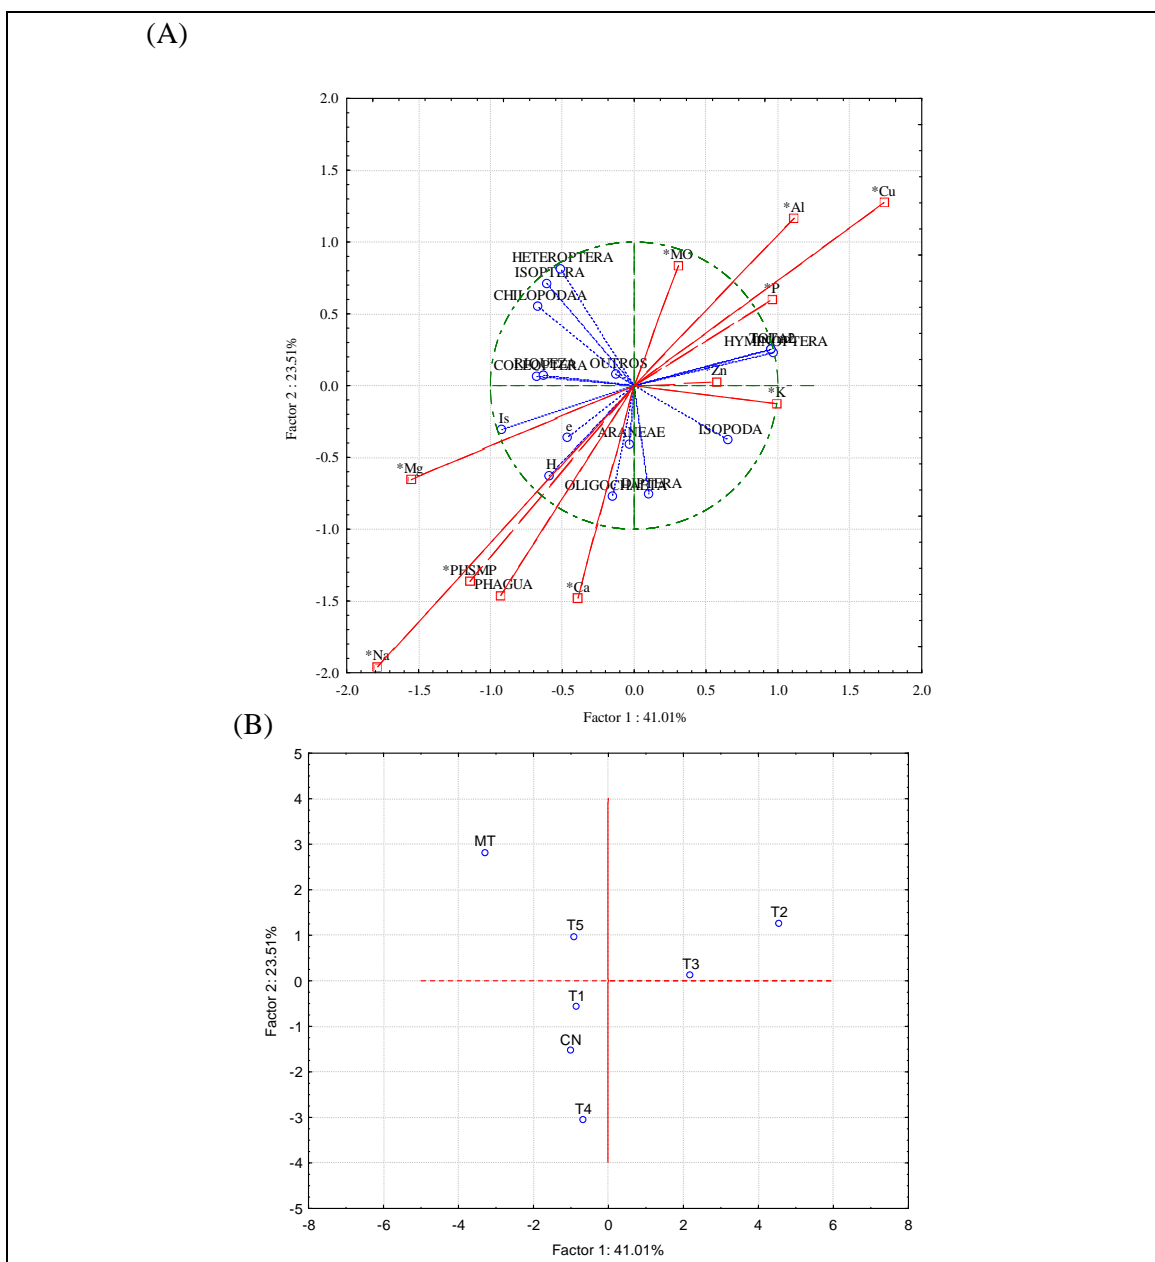 (A)
2.0
1.5
1.0
0.5
0.0
-0.5
-1.0
-1.5
-2.0
Factor 2 : 23.51%
*Cu
*Al
*MO
HETEROPTERA
ISOPTERA
CHILOPODAA
*P
HYMENOPTERA
RIQUEZA
COLEOPTERA
OUTROS
Zn
*K
Is
e
ARANEAE
ISOPODA
*Mg
H
OLIGOCHAETA
DIPTERA
*PHSMP
PHAGUA
*Ca
*Na
-2.0 -1.5 -1.0 -0.5 0.0 0.5 1.0 1.5 2.0
Factor 1 : 41.01%
(B)
5
4
3
2
1
0
-1
-2
-3
-4
-5
Factor 2: 23.51%
MT
T2
T5
T3
T1
CN
T4
-8 -6 -4 -2 0 2 4 6 8
Factor 1: 41.01%